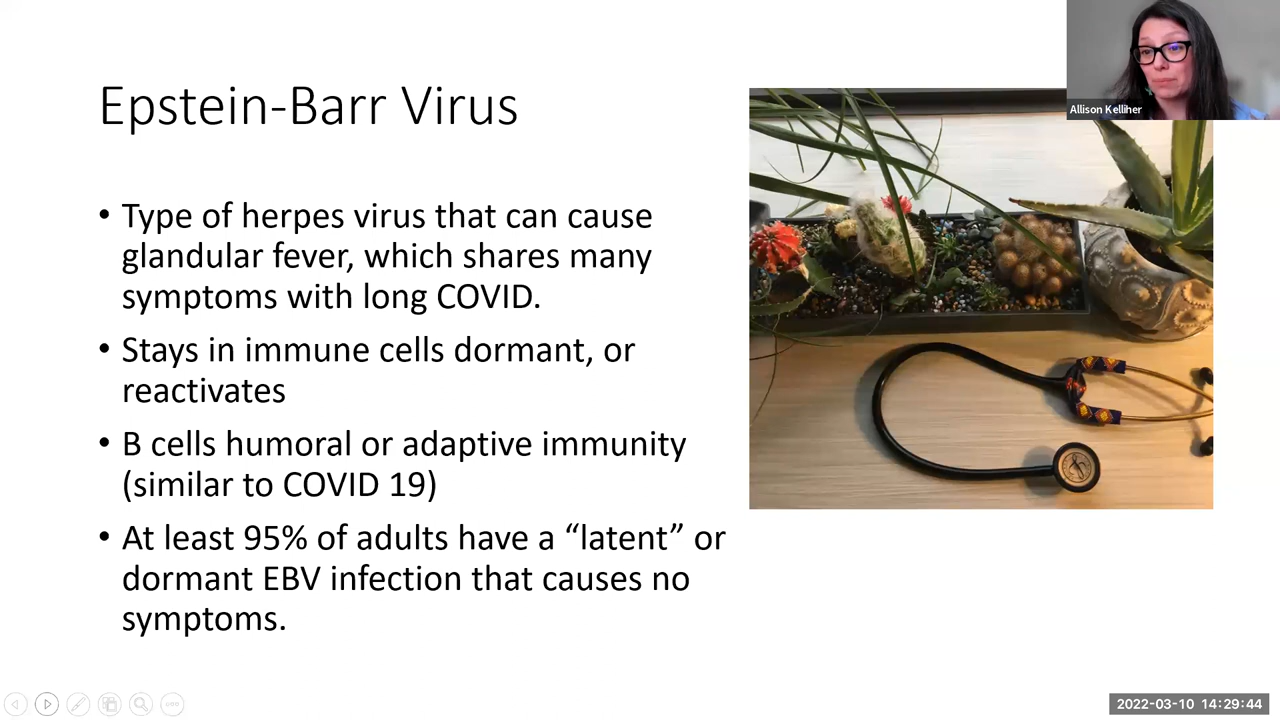 Epstein-Barr Virus
• Type of herpes virus that can cause
glandular fever, which shares many
symptoms with long COVID.
• Stays in immune cells dormant, or
reactivates
• B cells humoral or adaptive immunity
(similar to COVID 19)
• At least 95% of adults have a “latent” or
dormant EBV infection that causes no
symptoms.
Allison Kelliher
2022-03-10 14:29:44